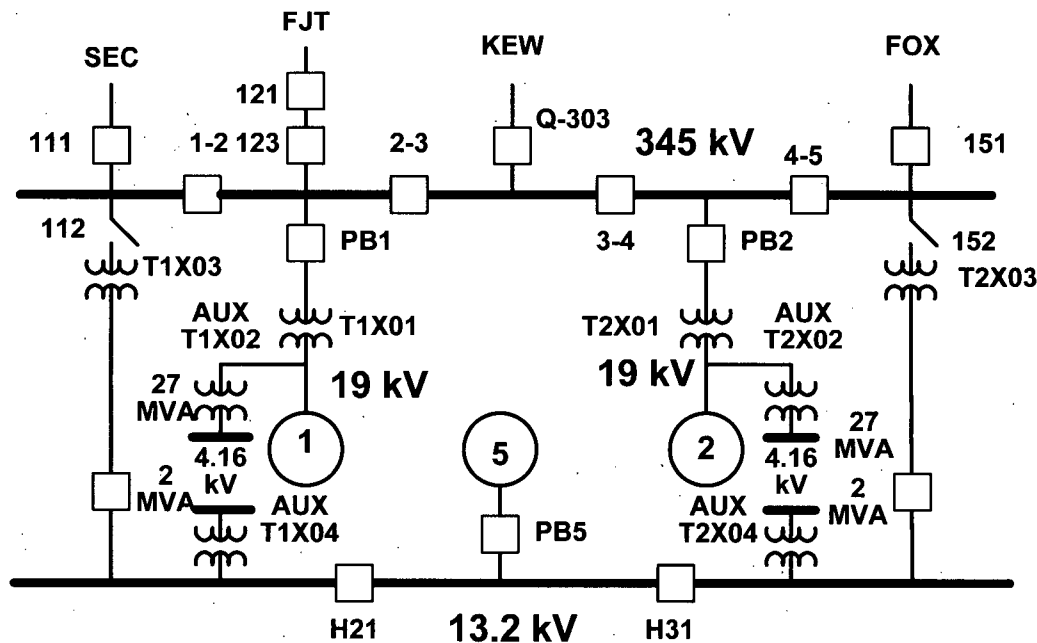 FJT
SEC
KEW
FOX
121
111
1-2
123
2-3
Q-303
345 kV
4-5
151
112
PB1
3-4
PB2
152
T1X03
T2X03
AUX
T1X02
T1X01
T2X01
AUX
T2X02
27
MVA
19 kV
19 kV
27
MVA
1
5
2
4.16
kV
4.16
kV
2
MVA
2
MVA
AUX
T1X04
PB5
AUX
T2X04
H21
13.2 kV
H31